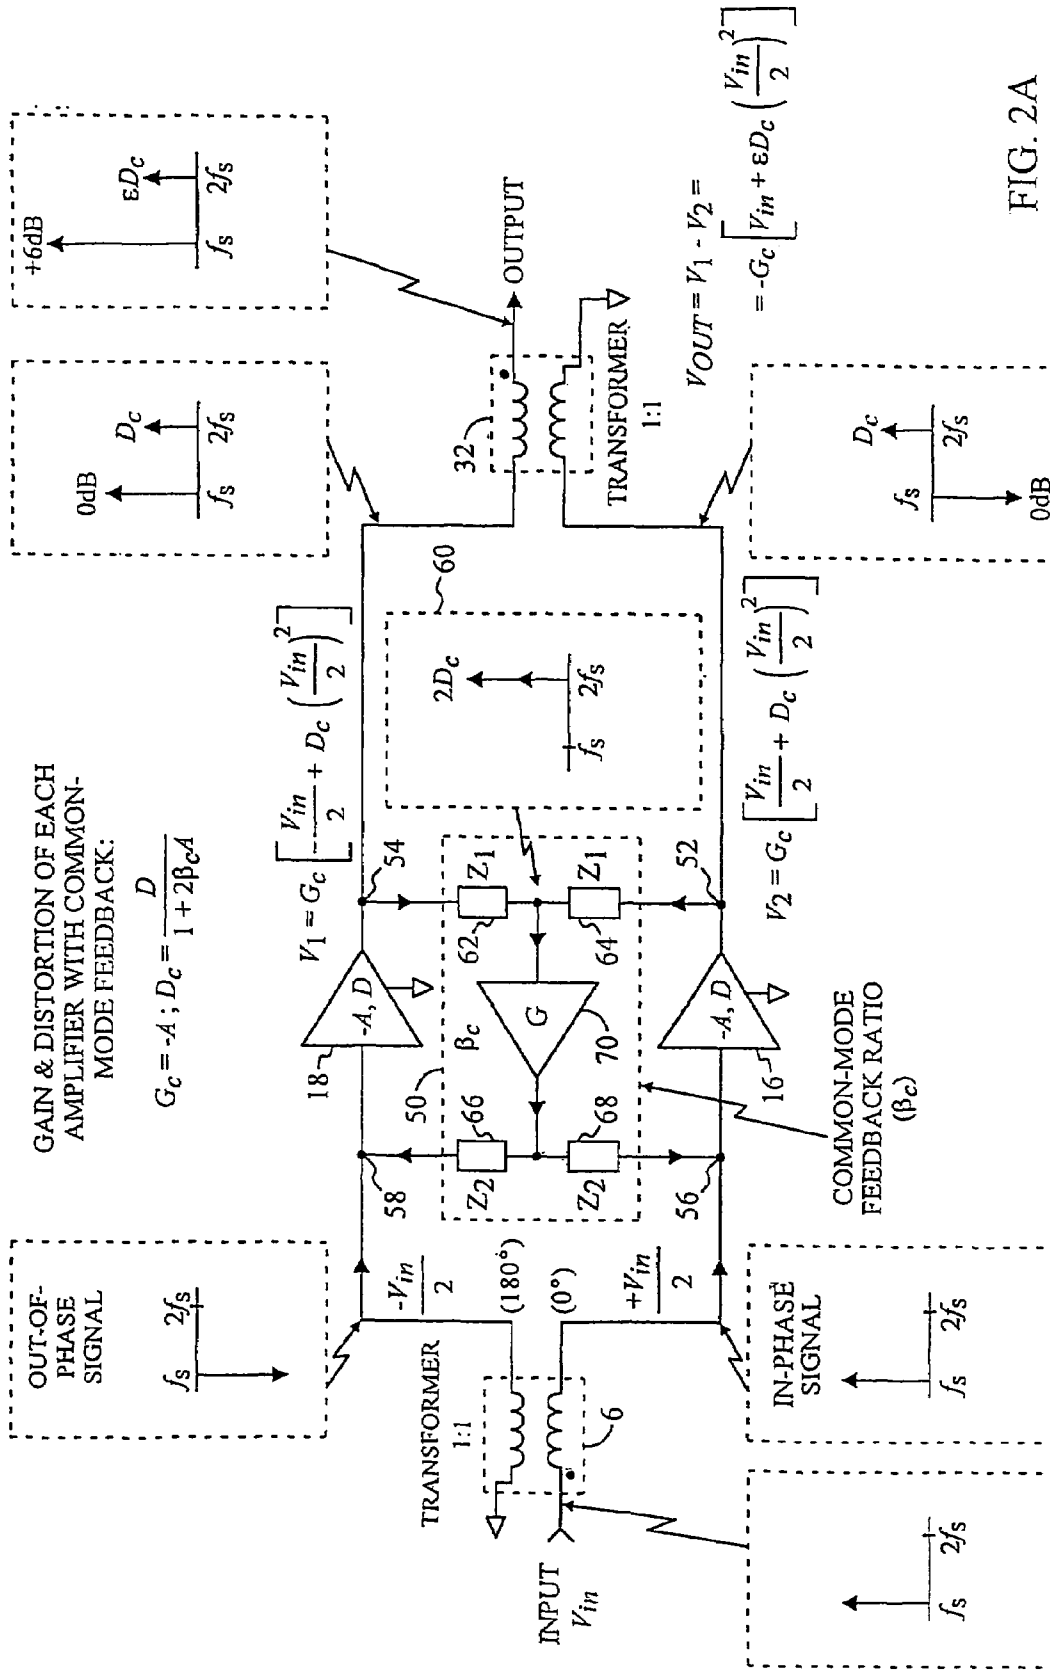 GAIN & DISTORTION OF EACH
AMPLIFIER WITH COMMON-
MODE FEEDBACK:
G_c = -A ; D_c = D / (1 + 2β_cA)
OUT-OF-
PHASE
SIGNAL
f_s 2f_s
-V_in / 2
(180°)
(0°)
+V_in / 2
TRANSFORMER
1:1
6
INPUT
V_in
f_s 2f_s
IN-PHASE
SIGNAL
f_s 2f_s
18
-A, D
58
54
50
β_c
66
Z_2
62
Z_1
G
70
68
Z_2
64
Z_1
56
52
16
-A, D
COMMON-MODE
FEEDBACK RATIO
(β_c)
V_1 = G_c [ -V_in / 2 + D_c (V_in / 2)^2 ]
60
2D_c
f_s 2f_s
V_2 = G_c [ V_in / 2 + D_c (V_in / 2)^2 ]
0dB
D_c
f_s 2f_s
+6dB
εD_c
f_s 2f_s
32
OUTPUT
TRANSFORMER
1:1
V_OUT = V_1 - V_2 =
= -G_c [ V_in + εD_c (V_in / 2)^2 ]
D_c
f_s 2f_s
0dB
FIG. 2A